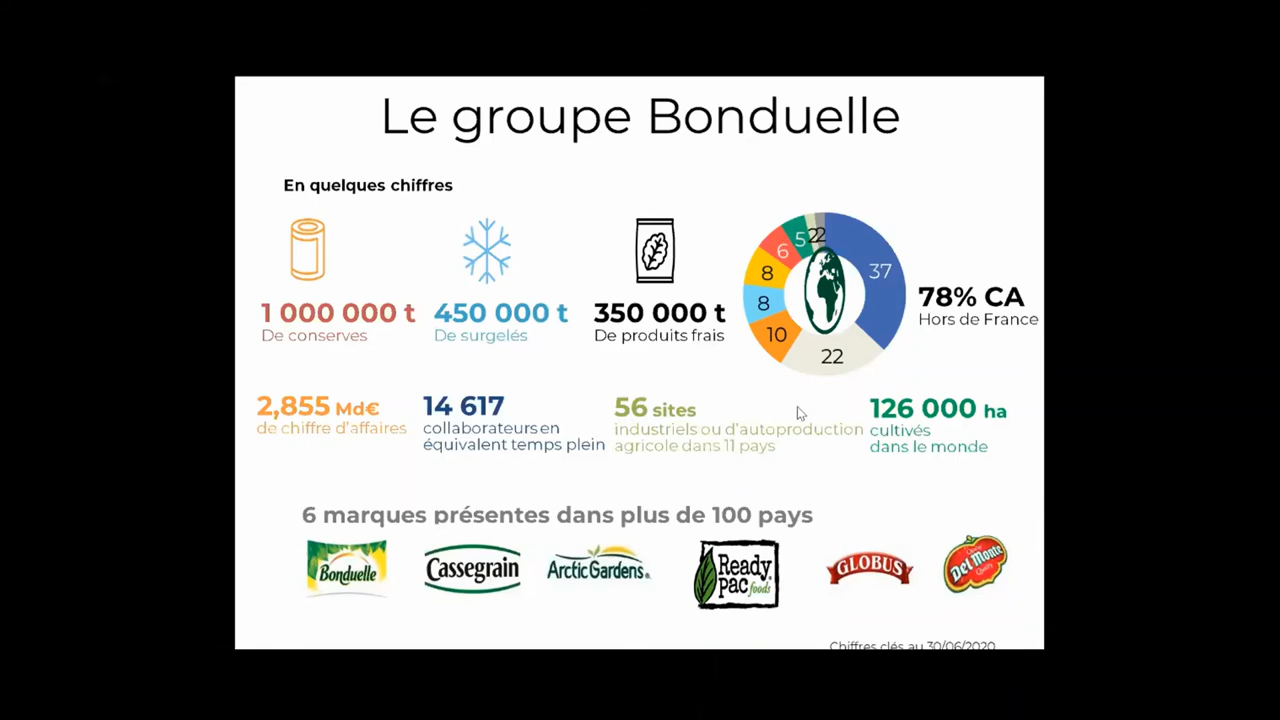 Le groupe Bonduelle
En quelques chiffres
1 000 000 t
De conserves
450 000 t
De surgelés
350 000 t
De produits frais
37
22
10
8
8
6
5
2
2
78% CA
Hors de France
2,855 Md€
de chiffre d'affaires
14 617
collaborateurs en
équivalent temps plein
56 sites
industriels ou d'autoproduction
agricole dans 11 pays
126 000 ha
cultivés
dans le monde
6 marques présentes dans plus de 100 pays
Bonduelle
Cassegrain
Arctic Gardens
Ready
pac foods
GLOBUS
Del Monte
Quality
Chiffres clés au 30/06/2020